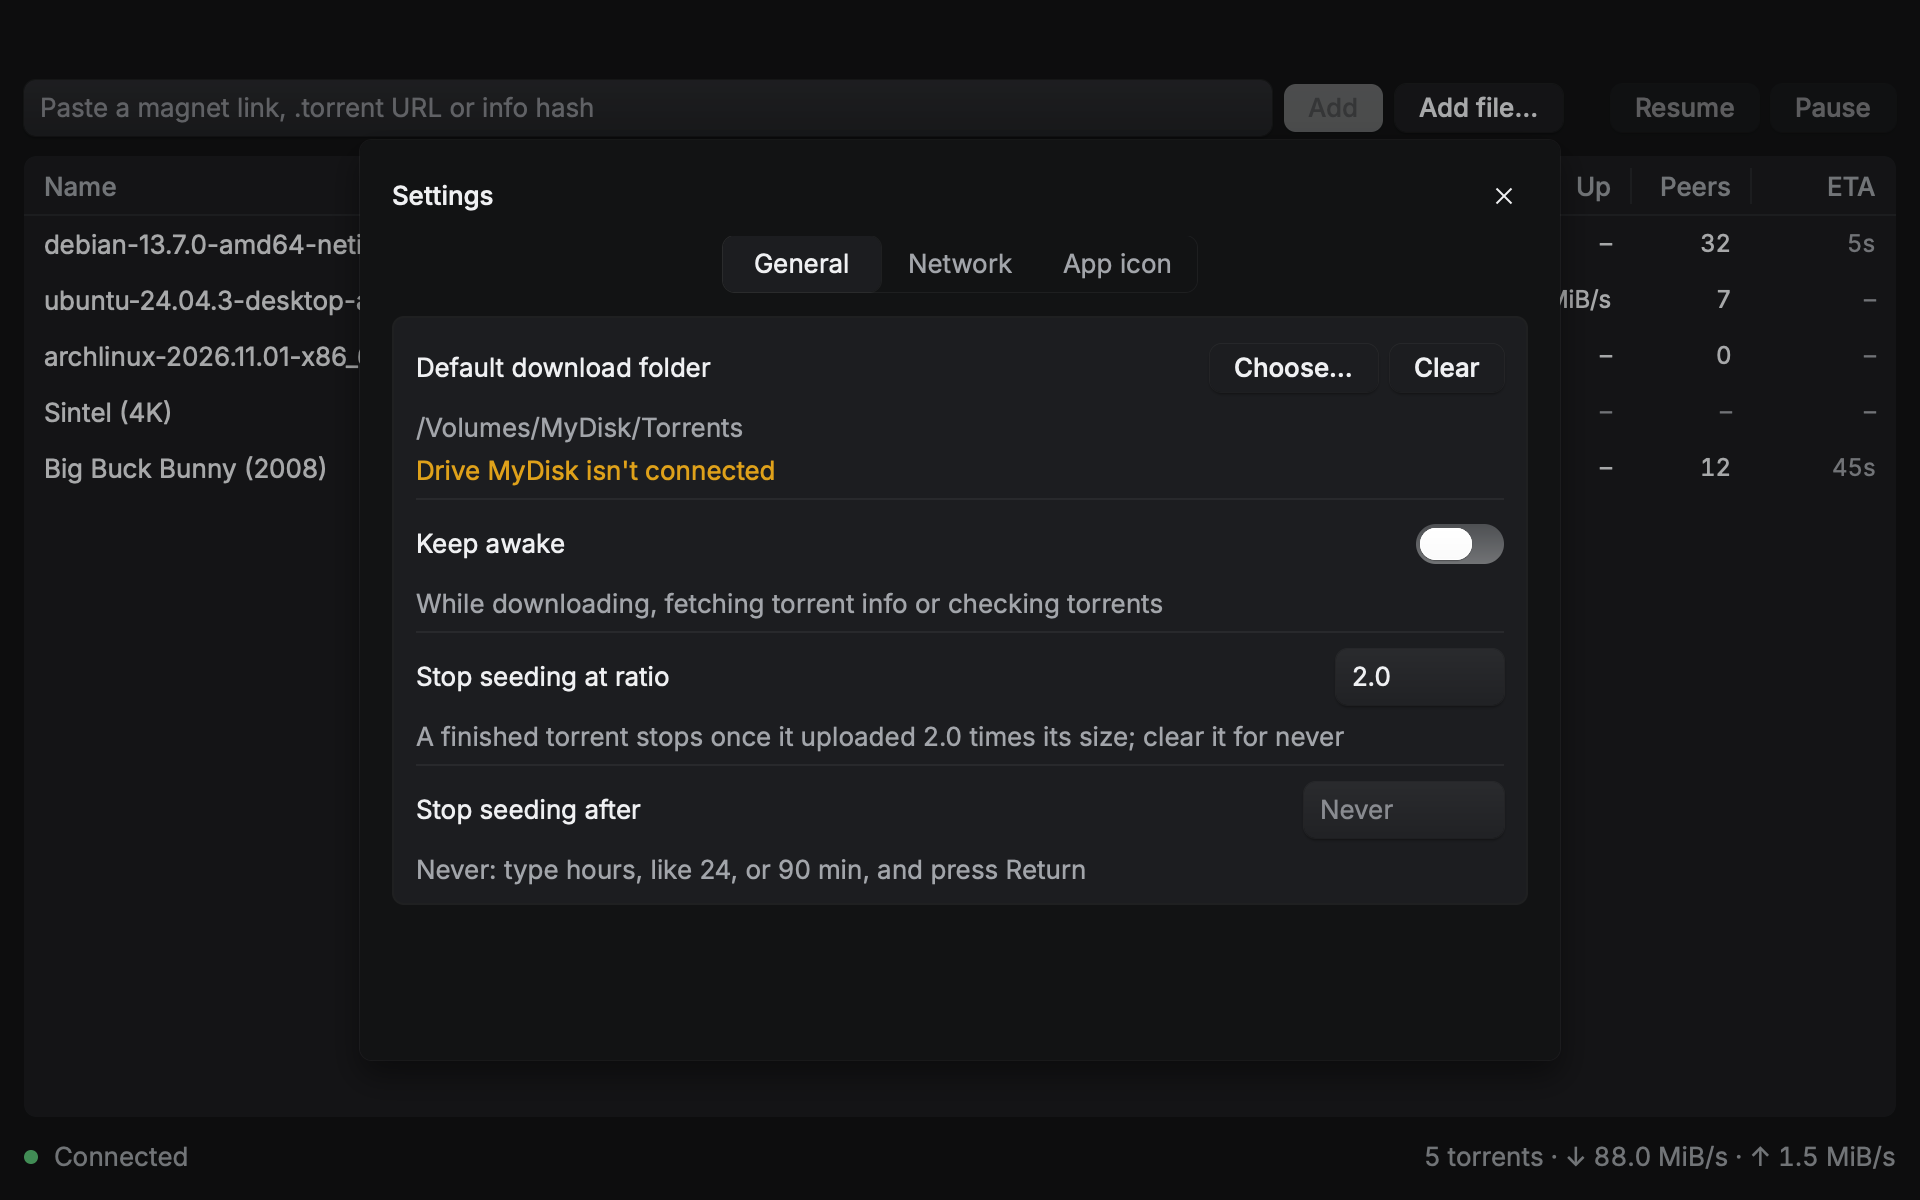 Paste a magnet link, .torrent URL or info hash
Add
Add file...
Resume
Pause
Name
Up
Peers
ETA
debian-13.7.0-amd64-neti
–
32
5s
ubuntu-24.04.3-desktop-a
MiB/s
7
–
archlinux-2026.11.01-x86_
–
0
–
Sintel (4K)
–
–
–
Big Buck Bunny (2008)
–
12
45s
Settings
General
Network
App icon
Default download folder
Choose...
Clear
/Volumes/MyDisk/Torrents
Drive MyDisk isn't connected
Keep awake
While downloading, fetching torrent info or checking torrents
Stop seeding at ratio
2.0
A finished torrent stops once it uploaded 2.0 times its size; clear it for never
Stop seeding after
Never
Never: type hours, like 24, or 90 min, and press Return
Connected
5 torrents · ↓ 88.0 MiB/s · ↑ 1.5 MiB/s